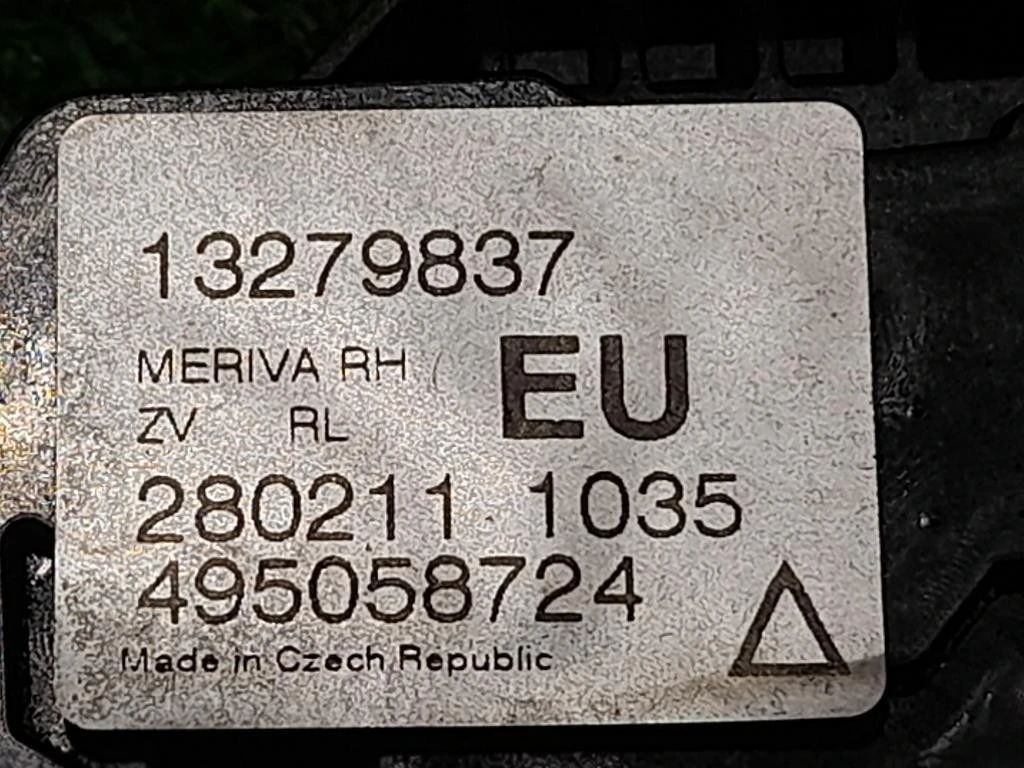 13279837
MERIVA RH
EU
ZV RL
280211 1035
495058724
Made in Czech Republic